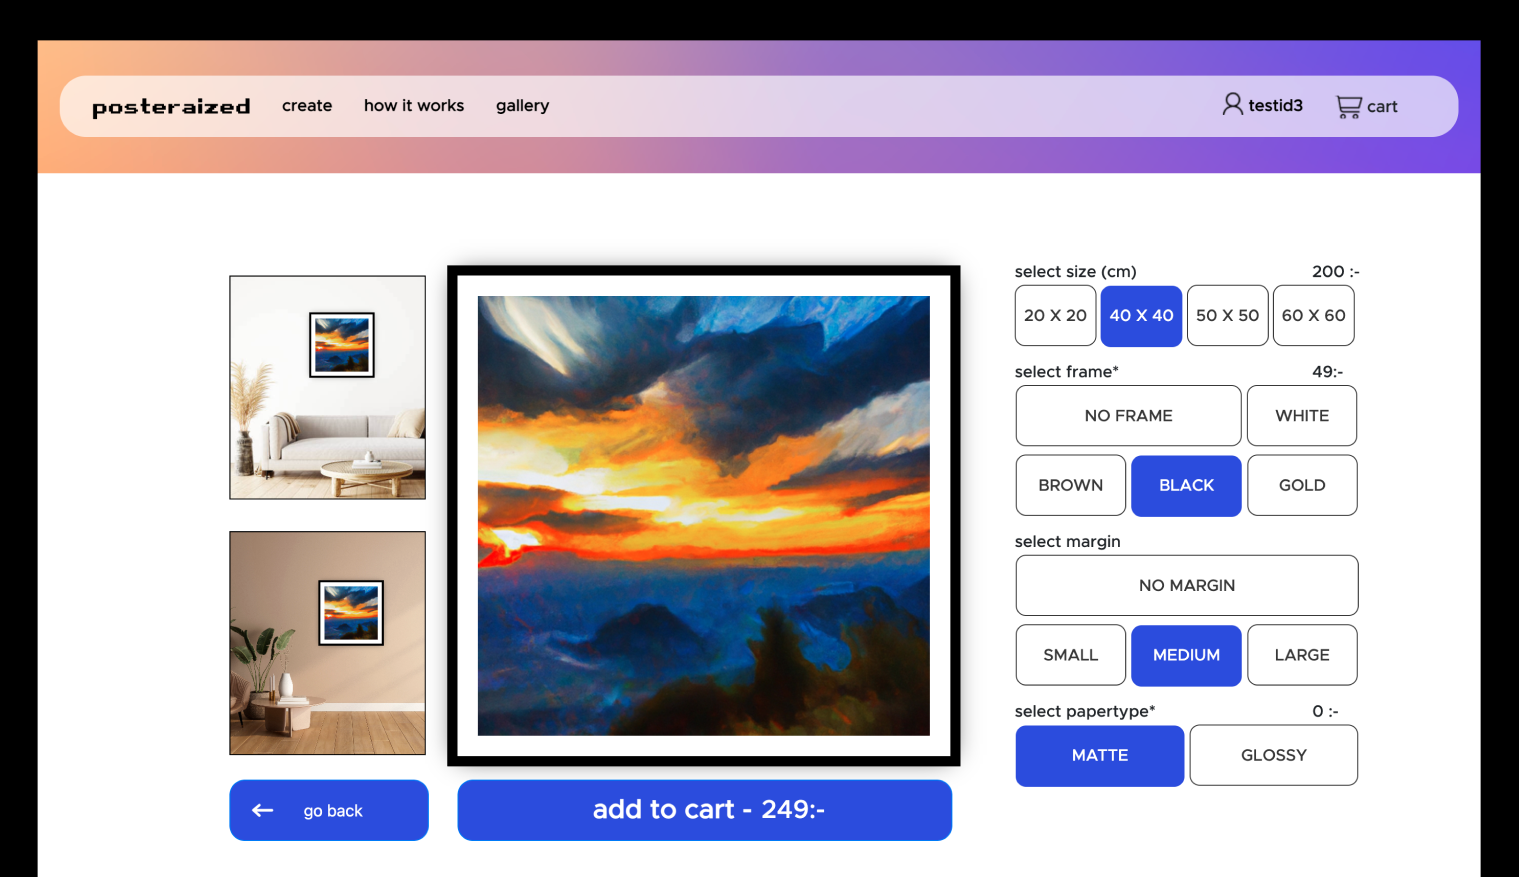 posteraized create how it works gallery testid3 cart
select size (cm) 200 :-
20 X 20 40 X 40 50 X 50 60 X 60
select frame* 49:-
NO FRAME WHITE
BROWN BLACK GOLD
select margin
NO MARGIN
SMALL MEDIUM LARGE
select papertype* 0 :-
MATTE GLOSSY
go back add to cart - 249:-